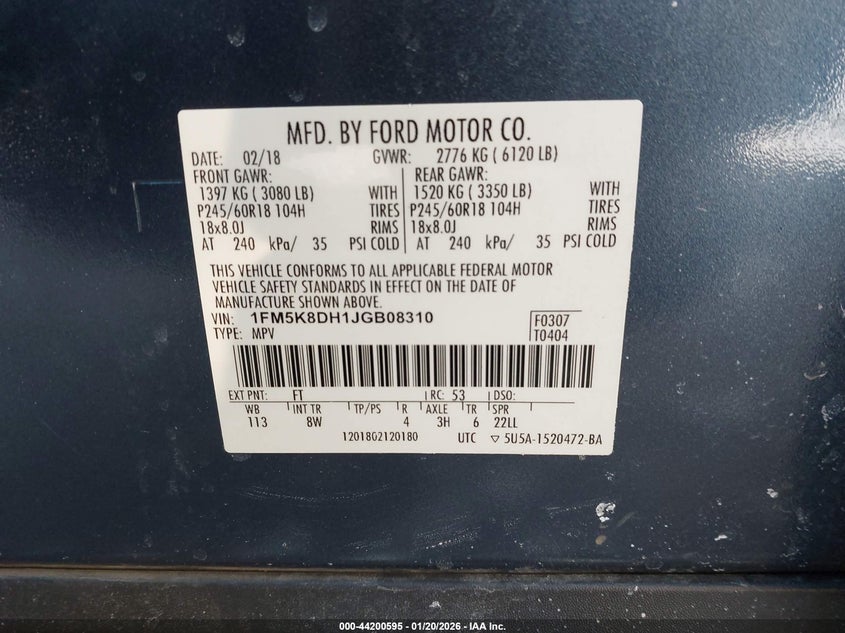 MFD. BY FORD MOTOR CO.
DATE: 02/18 GVWR: 2776 KG ( 6120 LB)
FRONT GAWR: REAR GAWR:
1397 KG ( 3080 LB) WITH 1520 KG ( 3350 LB) WITH
P245/60R18 104H TIRES P245/60R18 104H TIRES
18x8.0J RIMS 18x8.0J RIMS
AT 240 kPa/ 35 PSI COLD AT 240 kPa/ 35 PSI COLD
THIS VEHICLE CONFORMS TO ALL APPLICABLE FEDERAL MOTOR
VEHICLE SAFETY STANDARDS IN EFFECT ON THE DATE OF
MANUFACTURE SHOWN ABOVE.
VIN: 1FM5K8DH1JGB08310 F0307
TYPE: MPV T0404
EXT PNT: FT RC: 53 DSO:
WB INT TR TP/PS R AXLE TR SPR
113 8W 4 3H 6 22LL
1201802120180 UTC ▽ 5U5A-1520472-BA
000-44200595 - 01/20/2026 - IAA Inc.